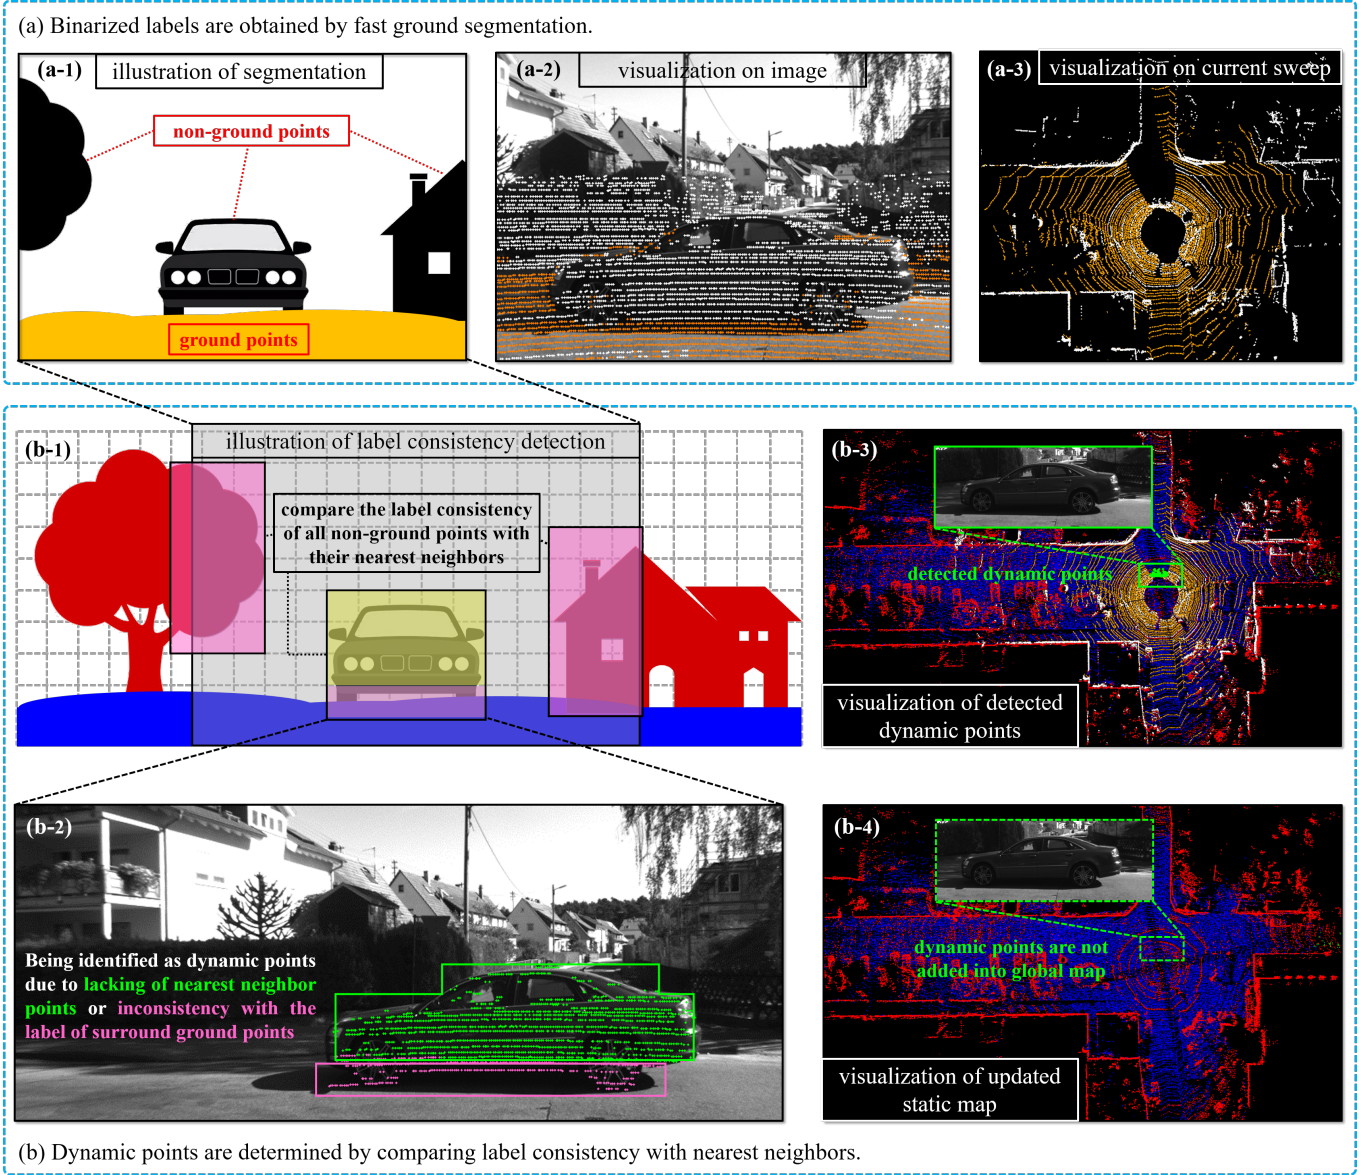 (a) Binarized labels are obtained by fast ground segmentation.
(a-1)
illustration of segmentation
non-ground points
ground points
(a-2)
visualization on image
(a-3)
visualization on current sweep
(b-1)
illustration of label consistency detection
compare the label consistency
of all non-ground points with
their nearest neighbors
(b-3)
detected dynamic points
visualization of detected
dynamic points
(b-2)
Being identified as dynamic points
due to lacking of nearest neighbor
points or inconsistency with the
label of surround ground points
(b-4)
dynamic points are not
added into global map
visualization of updated
static map
(b) Dynamic points are determined by comparing label consistency with nearest neighbors.